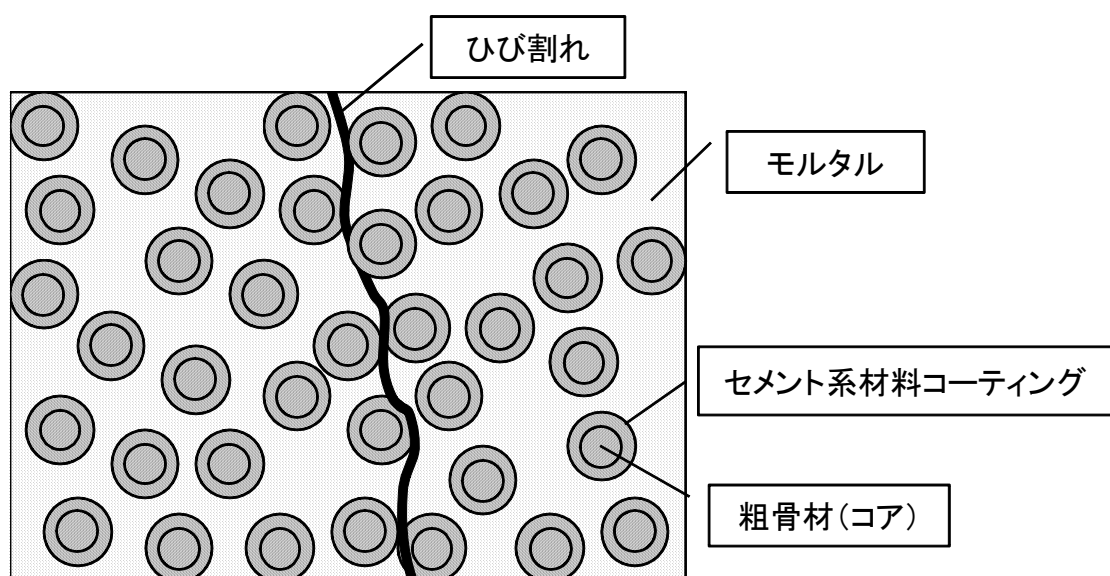 ひび割れ
モルタル
セメント系材料コーティング
粗骨材(コア)